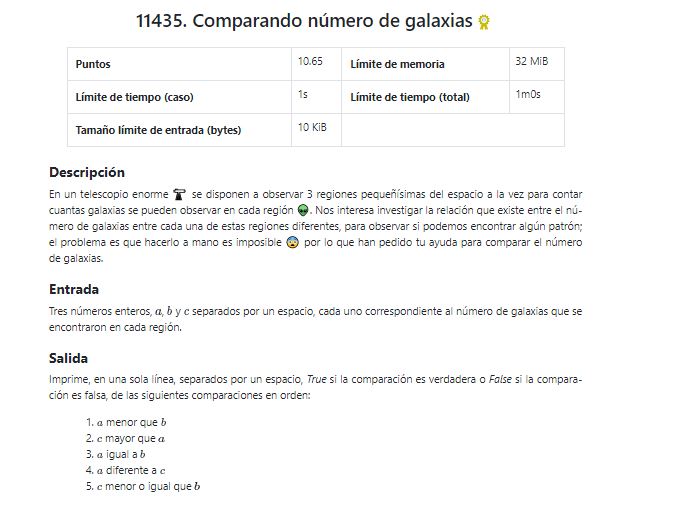 11435. Comparando número de galaxias
Puntos 10.65 Límite de memoria 32 MiB
Límite de tiempo (caso) 1s Límite de tiempo (total) 1m0s
Tamaño límite de entrada (bytes) 10 KiB
Descripción
En un telescopio enorme se disponen a observar 3 regiones pequeñísimas del espacio a la vez para contar
cuantas galaxias se pueden observar en cada región . Nos interesa investigar la relación que existe entre el nú-
mero de galaxias entre cada una de estas regiones diferentes, para observar si podemos encontrar algún patrón;
el problema es que hacerlo a mano es imposible por lo que han pedido tu ayuda para comparar el número
de galaxias.
Entrada
Tres números enteros, a, b y c separados por un espacio, cada uno correspondiente al número de galaxias que se
encontraron en cada región.
Salida
Imprime, en una sola línea, separados por un espacio, True si la comparación es verdadera o False si la compara-
ción es falsa, de las siguientes comparaciones en orden:
1. a menor que b
2. c mayor que a
3. a igual a b
4. a diferente a c
5. c menor o igual que b